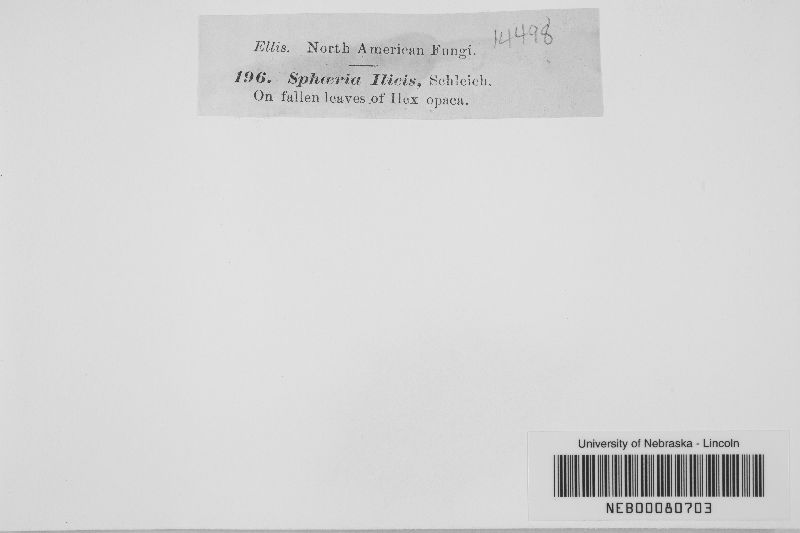 Ellis. North American Fungi.
14498
196. Sphæria Ilicis, Schleich.
On fallen leaves of Ilex opaca.
University of Nebraska - Lincoln
NEB00080703